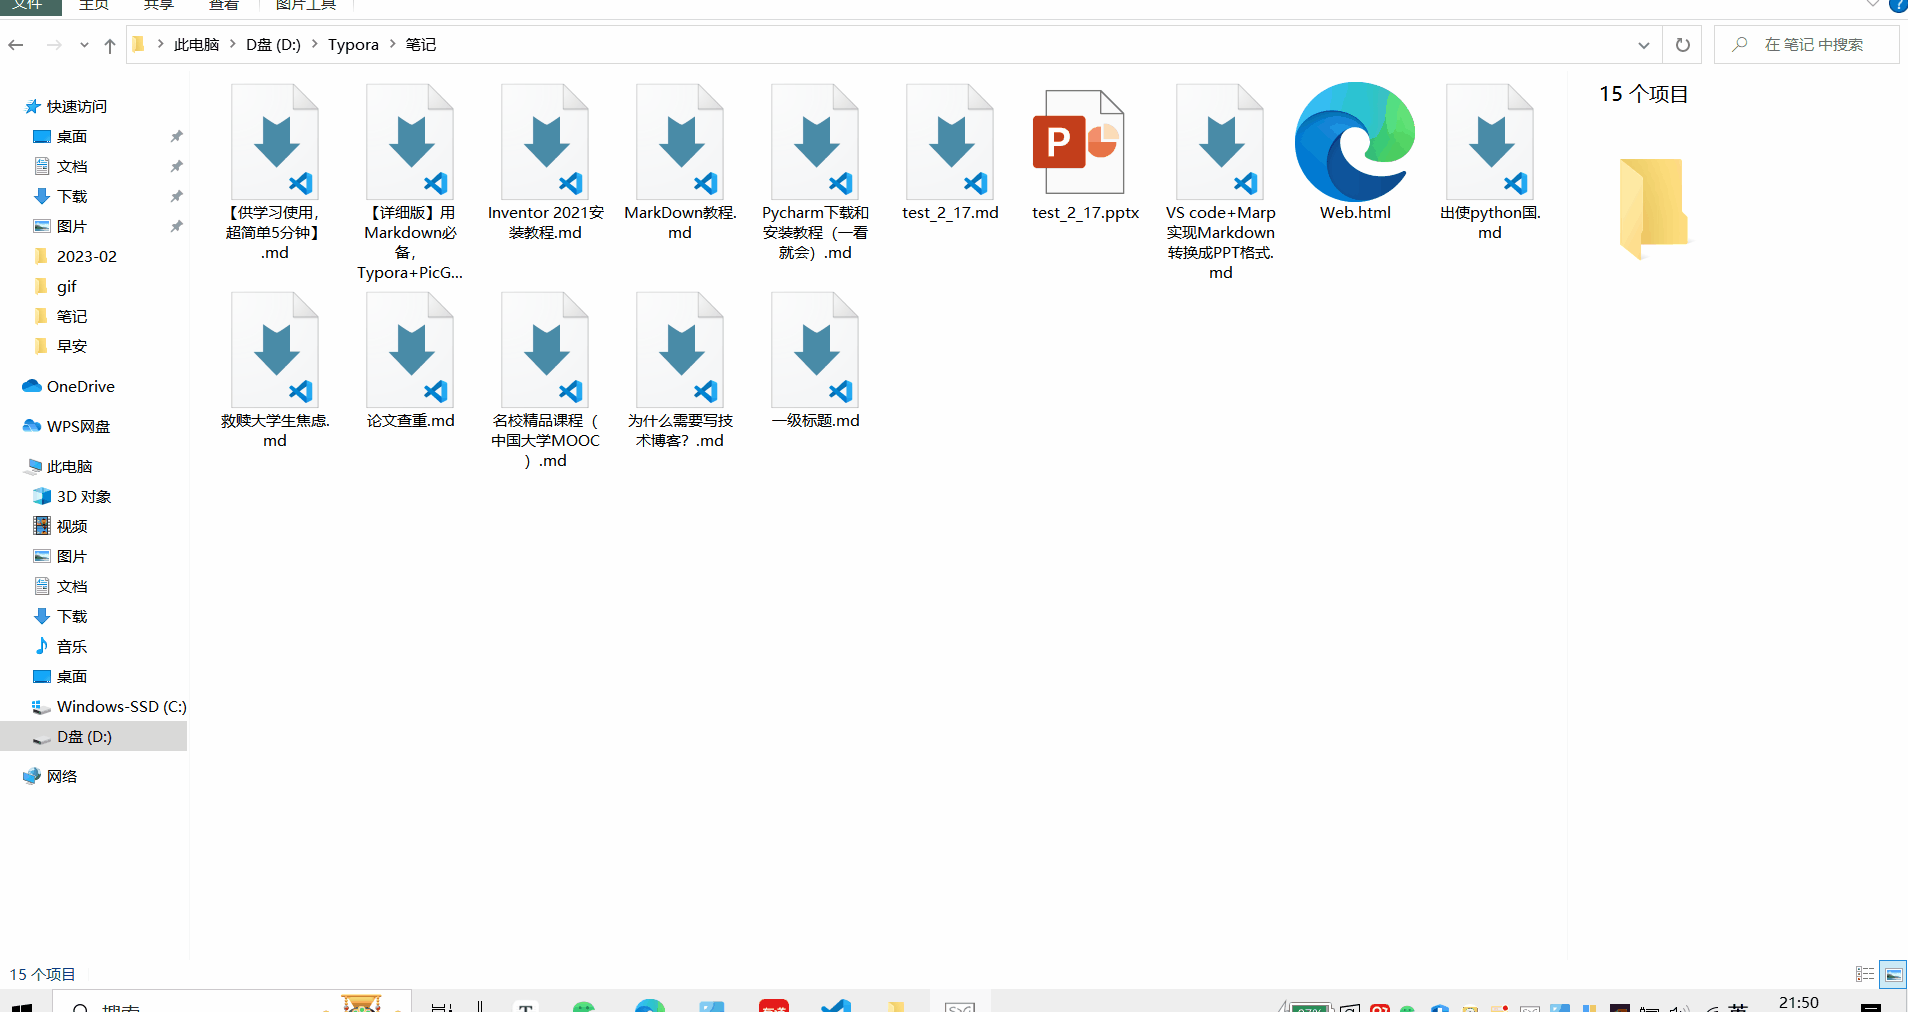 文件 主页 共享 查看 图片工具
此电脑 D盘 (D:) Typora 笔记
在 笔记 中搜索
快速访问
桌面
文档
下载
图片
2023-02
gif
笔记
早安
OneDrive
WPS网盘
此电脑
3D 对象
视频
图片
文档
下载
音乐
桌面
Windows-SSD (C:)
D盘 (D:)
网络
【供学习使用，
超简单5分钟】
.md
【详细版】用
Markdown必
备，
Typora+PicG...
Inventor 2021安
装教程.md
MarkDown教程.
md
Pycharm下载和
安装教程（一看
就会）.md
test_2_17.md
P
test_2_17.pptx
VS code+Marp
实现Markdown
转换成PPT格式.
md
Web.html
出使python国.
md
救赎大学生焦虑.
md
论文查重.md
名校精品课程（
中国大学MOOC
）.md
为什么需要写技
术博客？.md
一级标题.md
15 个项目
15 个项目
搜索
英
21:50